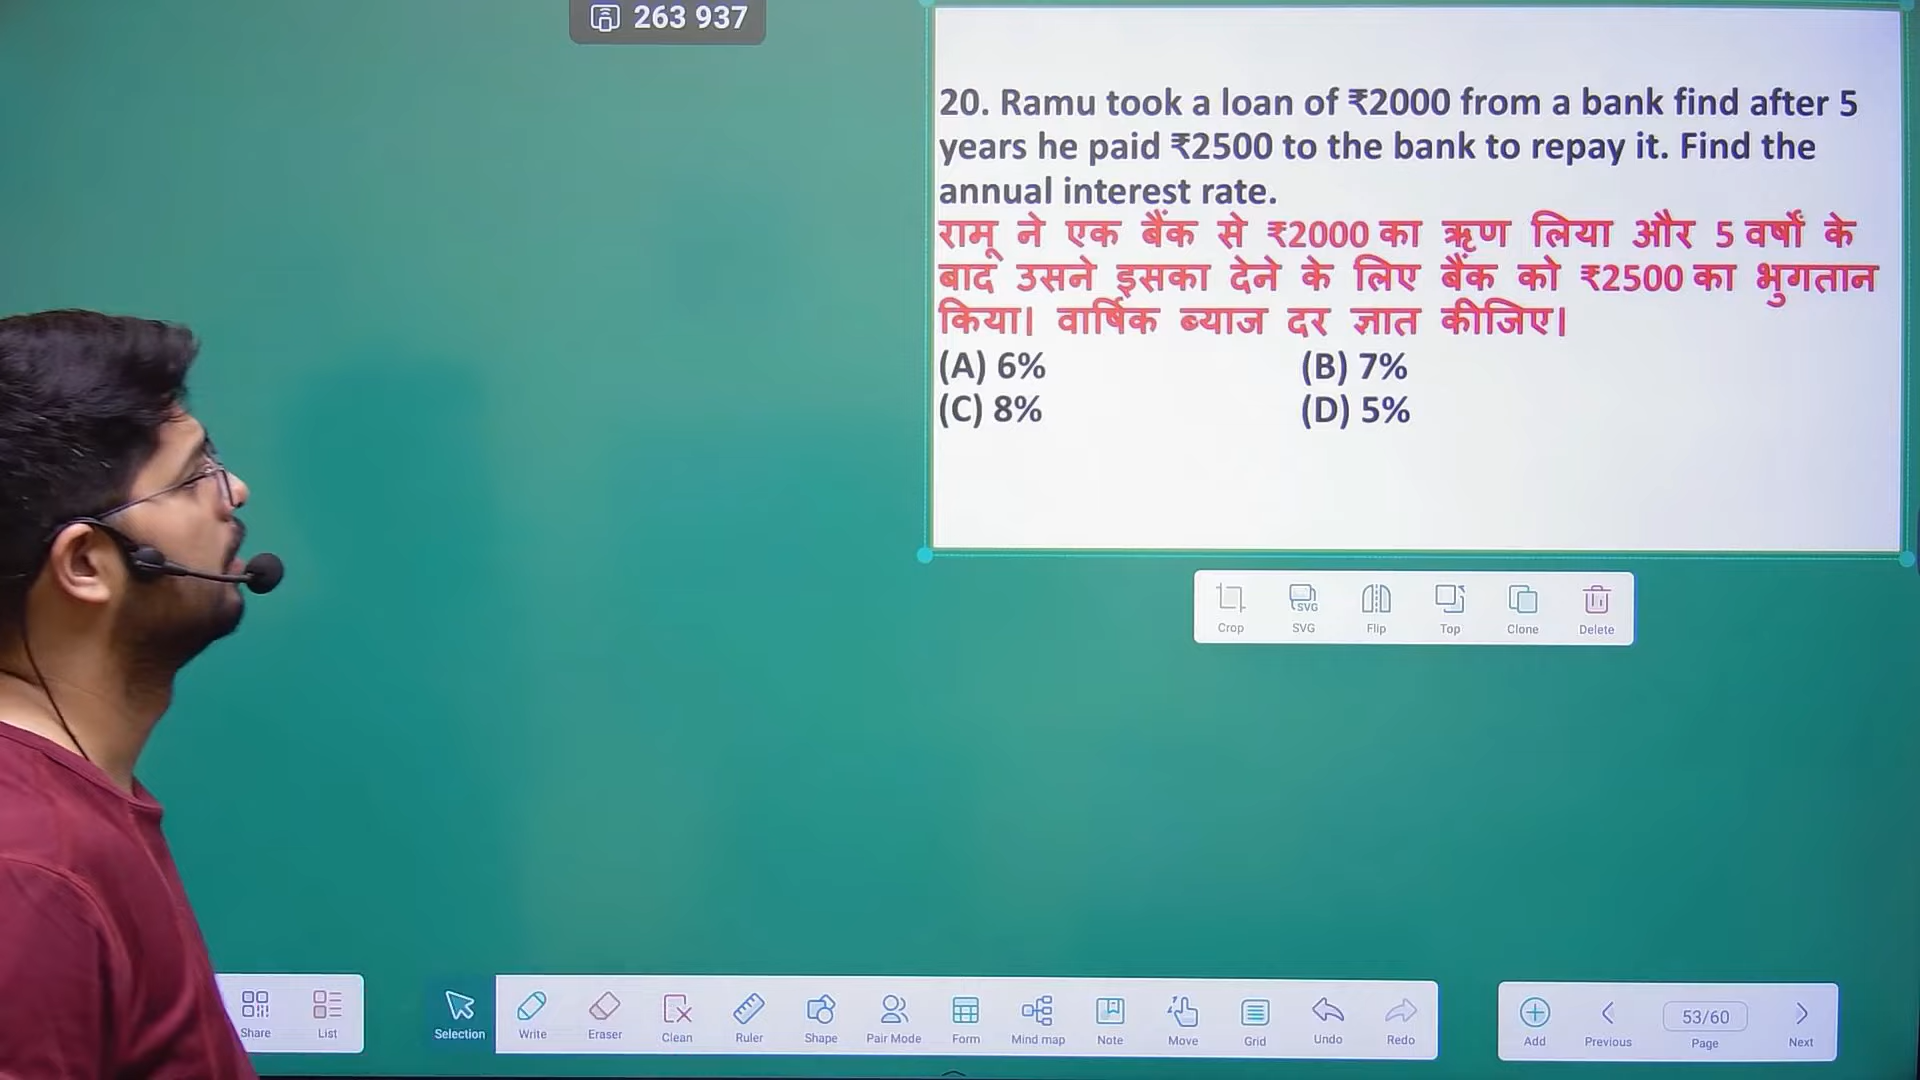 263 937
20. Ramu took a loan of ₹2000 from a bank find after 5
years he paid ₹2500 to the bank to repay it. Find the
annual interest rate.
रामू ने एक बैंक से ₹2000 का ऋण लिया और 5 वर्षों के
बाद उसने इसका देने के लिए बैंक को ₹2500 का भुगतान
किया। वार्षिक ब्याज दर ज्ञात कीजिए।
(A) 6% (B) 7%
(C) 8% (D) 5%
Crop SVG Flip Top Clone Delete
SVG
Share List Selection Write Eraser Clean Ruler Shape Pair Mode Form Mind map Note Move Grid Undo Redo Add Previous 53/60 Page Next